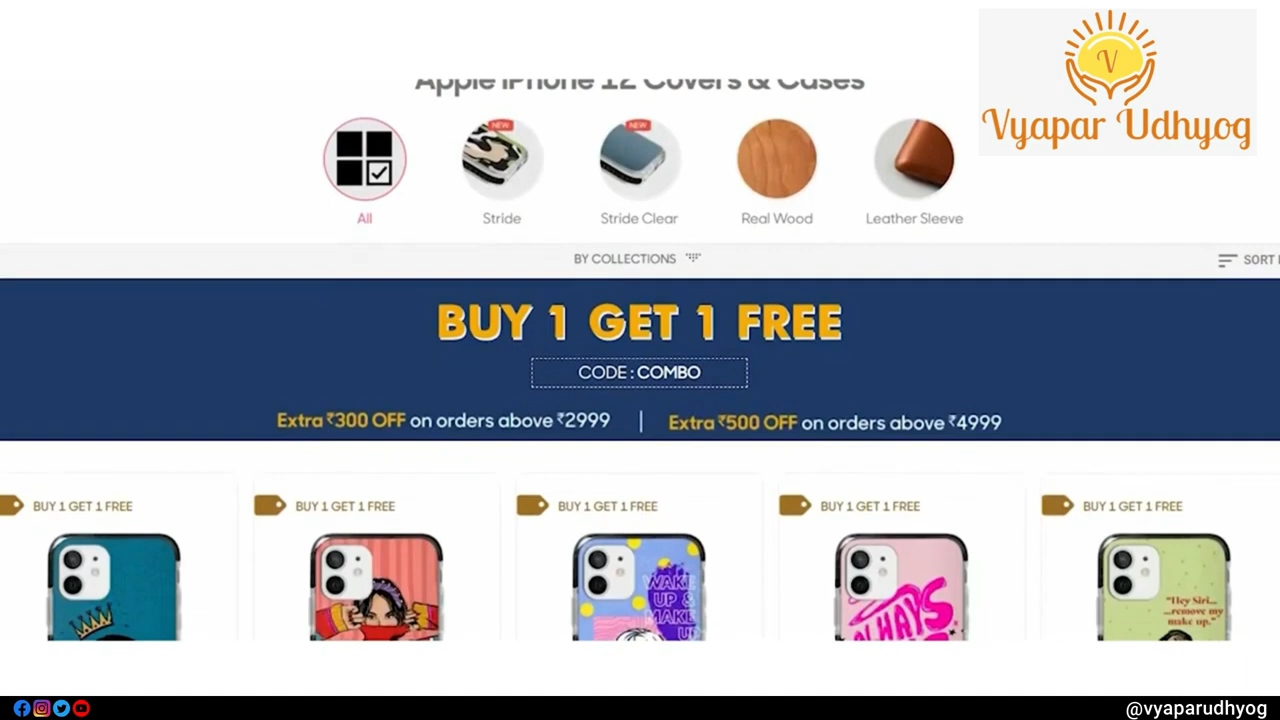 Apple iPhone 12 Covers & Cases
V
Vyapar Udhyog
NEW
NEW
All
Stride
Stride Clear
Real Wood
Leather Sleeve
BY COLLECTIONS
SORT
BUY 1 GET 1 FREE
CODE : COMBO
Extra ₹300 OFF on orders above ₹2999 | Extra ₹500 OFF on orders above ₹4999
BUY 1 GET 1 FREE
BUY 1 GET 1 FREE
BUY 1 GET 1 FREE
BUY 1 GET 1 FREE
BUY 1 GET 1 FREE
WAKE
UP &
MAKE
UP
ALWAYS
"Hey Siri...
...remove my
make up."
@vyaparudhyog